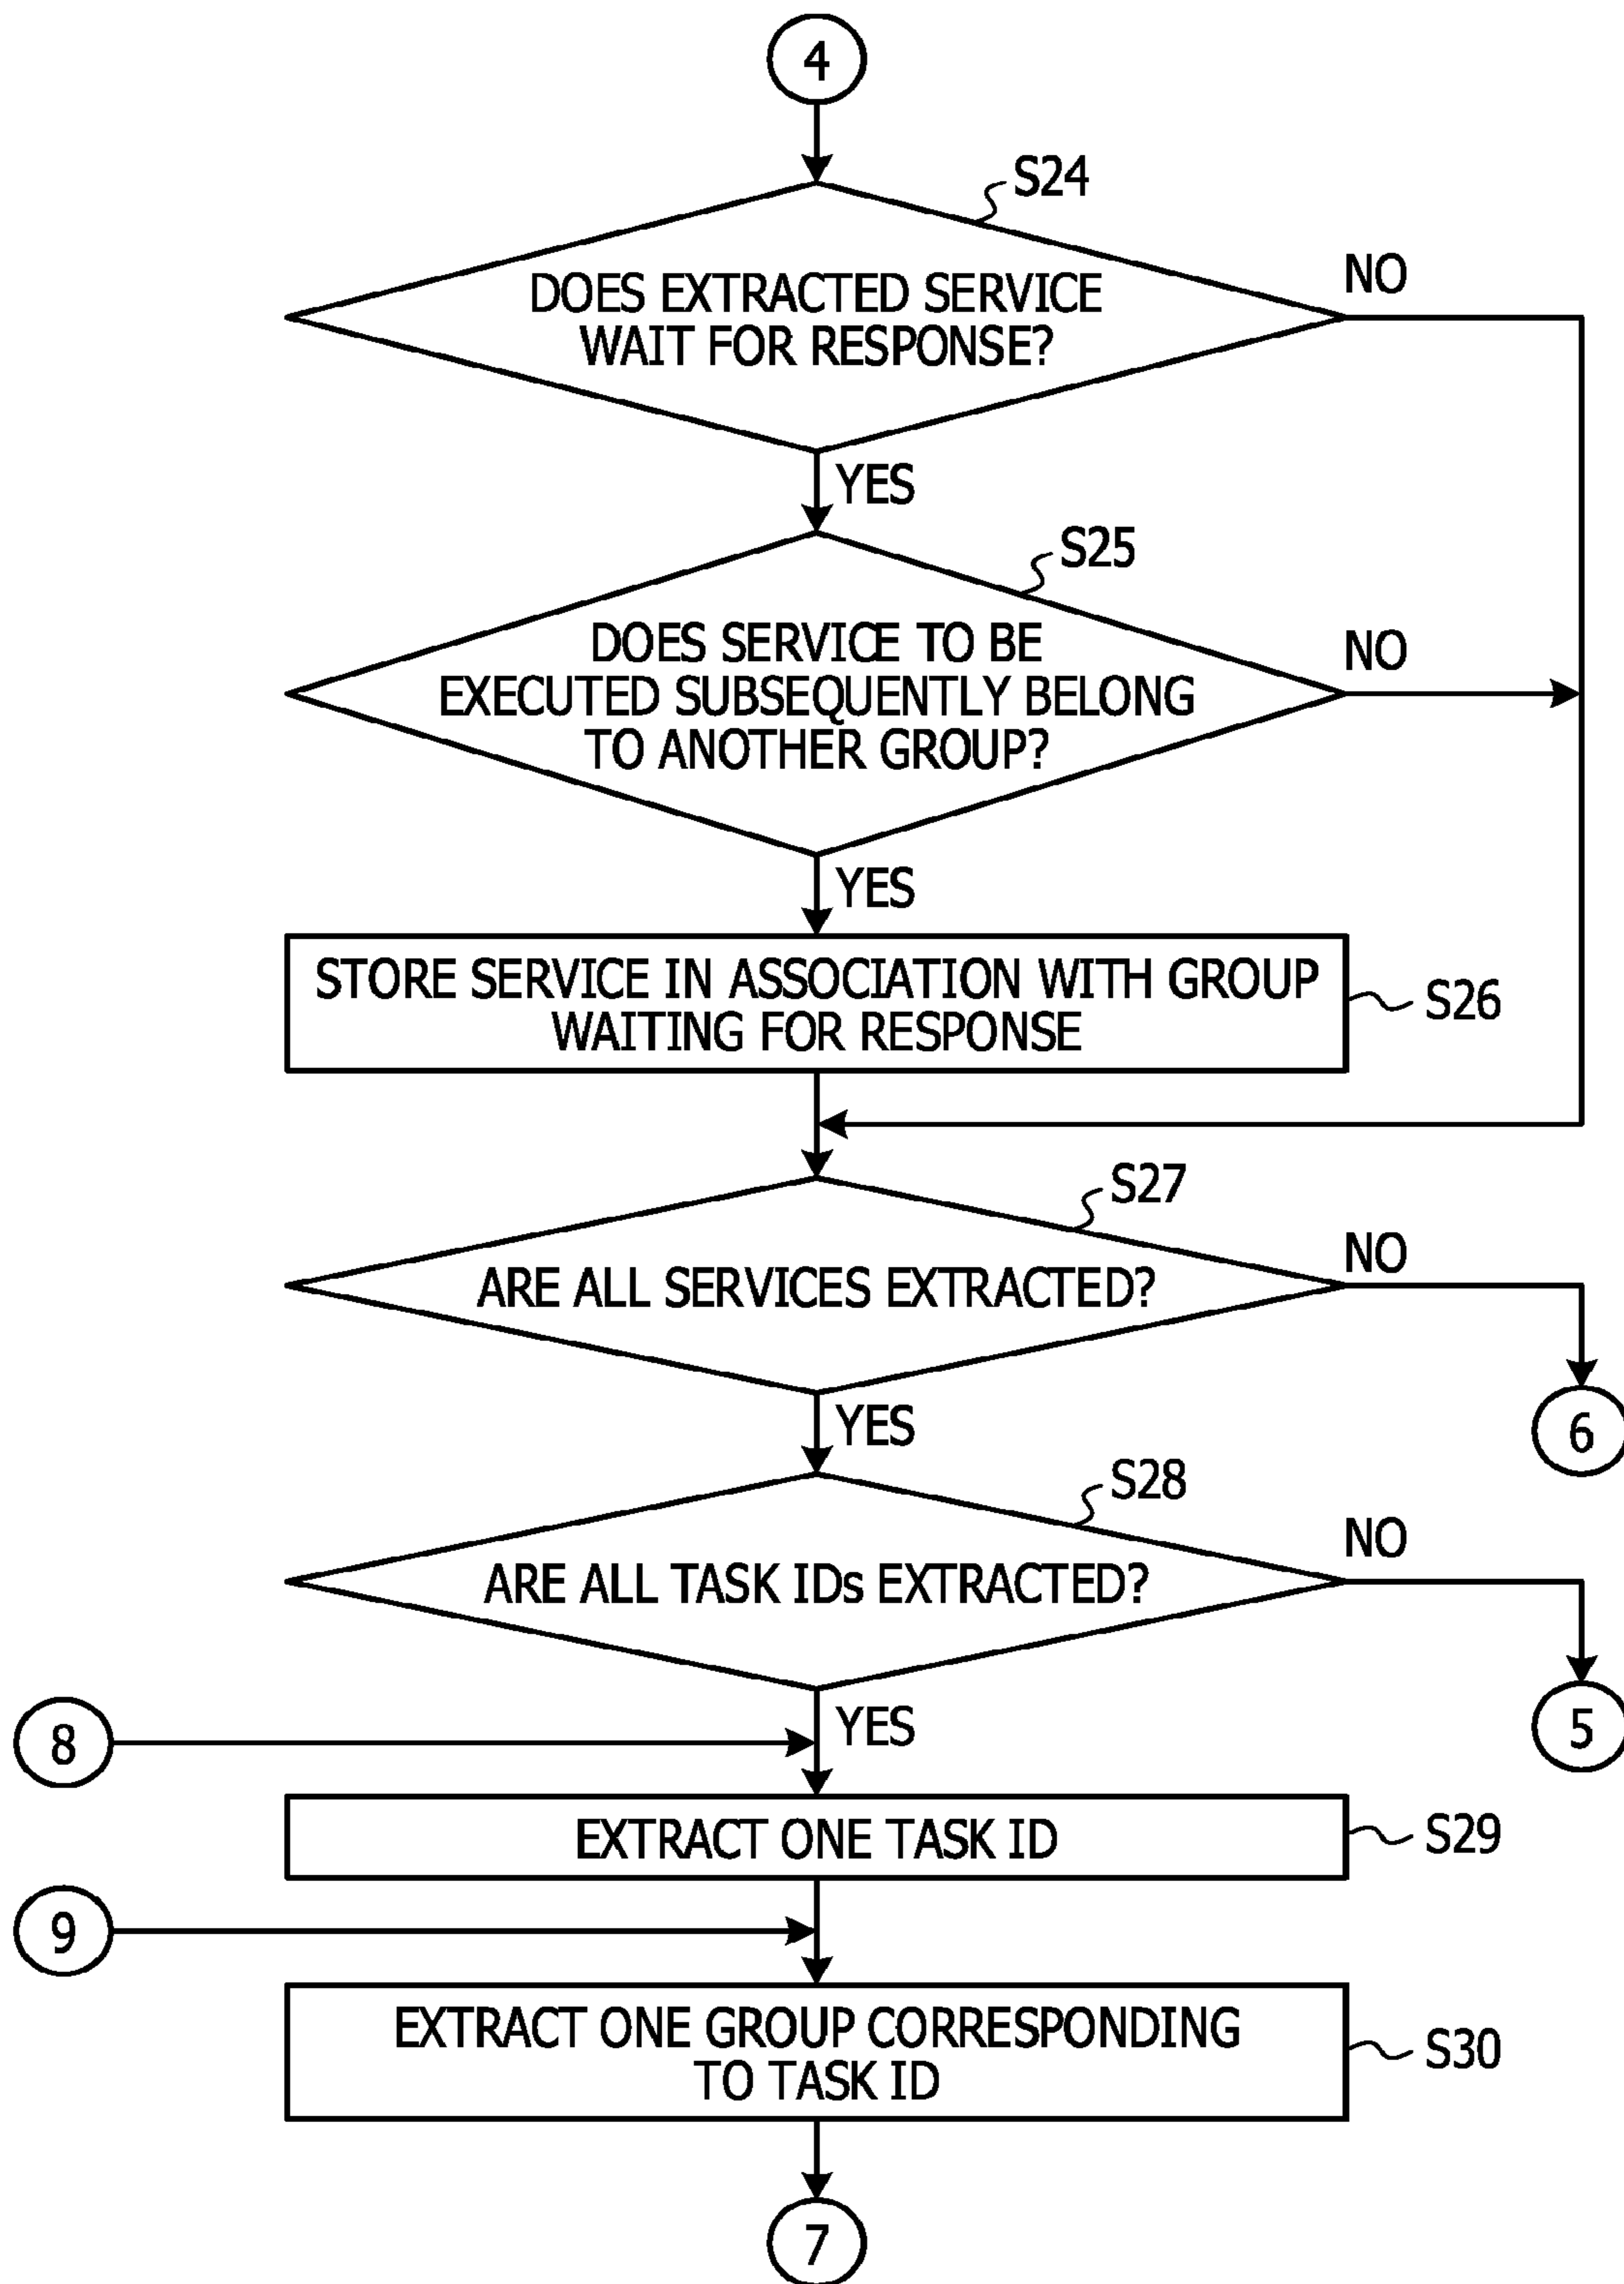 4
S24
DOES EXTRACTED SERVICE
WAIT FOR RESPONSE?
NO
YES
S25
DOES SERVICE TO BE
EXECUTED SUBSEQUENTLY BELONG
TO ANOTHER GROUP?
NO
YES
STORE SERVICE IN ASSOCIATION WITH GROUP
WAITING FOR RESPONSE
S26
S27
ARE ALL SERVICES EXTRACTED?
NO
6
YES
S28
ARE ALL TASK IDs EXTRACTED?
NO
5
YES
8
EXTRACT ONE TASK ID
S29
9
EXTRACT ONE GROUP CORRESPONDING
TO TASK ID
S30
7